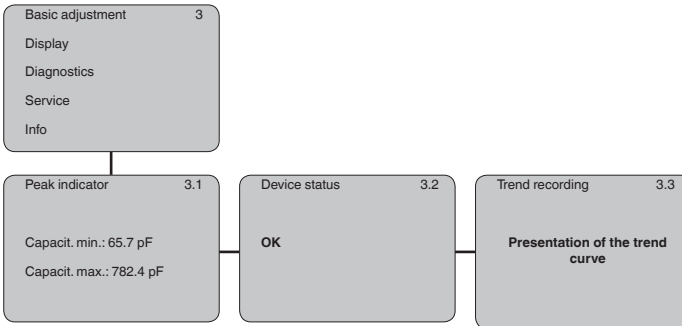 Basic adjustment 3
Display
Diagnostics
Service
Info
Peak indicator 3.1
Capacit. min.: 65.7 pF
Capacit. max.: 782.4 pF
Device status 3.2
OK
Trend recording 3.3
Presentation of the trend
curve